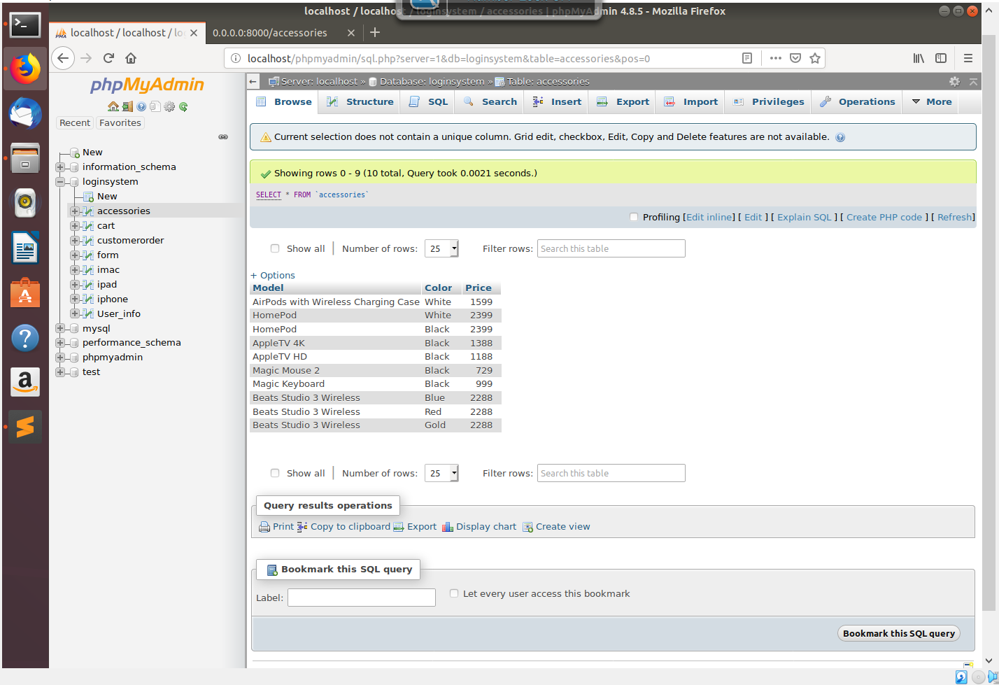 localhost / localhost / loginsystem / accessories | phpMyAdmin 4.8.5 - Mozilla Firefox
localhost / localhost / lo
0.0.0.0:8000/accessories
localhost/phpmyadmin/sql.php?server=1&db=loginsystem&table=accessories&pos=0
phpMyAdmin
Recent Favorites
New
information_schema
loginsystem
New
accessories
cart
customerorder
form
imac
ipad
iphone
User_info
mysql
performance_schema
phpmyadmin
test
Server: localhost » Database: loginsystem » Table: accessories
Browse Structure SQL Search Insert Export Import Privileges Operations More
Current selection does not contain a unique column. Grid edit, checkbox, Edit, Copy and Delete features are not available.
Showing rows 0 - 9 (10 total, Query took 0.0021 seconds.)
SELECT * FROM `accessories`
Profiling [Edit inline] [ Edit ] [ Explain SQL ] [ Create PHP code ] [ Refresh]
Show all | Number of rows: 25 Filter rows: Search this table
+ Options
Model Color Price
AirPods with Wireless Charging Case White 1599
HomePod White 2399
HomePod Black 2399
AppleTV 4K Black 1388
AppleTV HD Black 1188
Magic Mouse 2 Black 729
Magic Keyboard Black 999
Beats Studio 3 Wireless Blue 2288
Beats Studio 3 Wireless Red 2288
Beats Studio 3 Wireless Gold 2288
Show all | Number of rows: 25 Filter rows: Search this table
Query results operations
Print Copy to clipboard Export Display chart Create view
Bookmark this SQL query
Label:
Let every user access this bookmark
Bookmark this SQL query